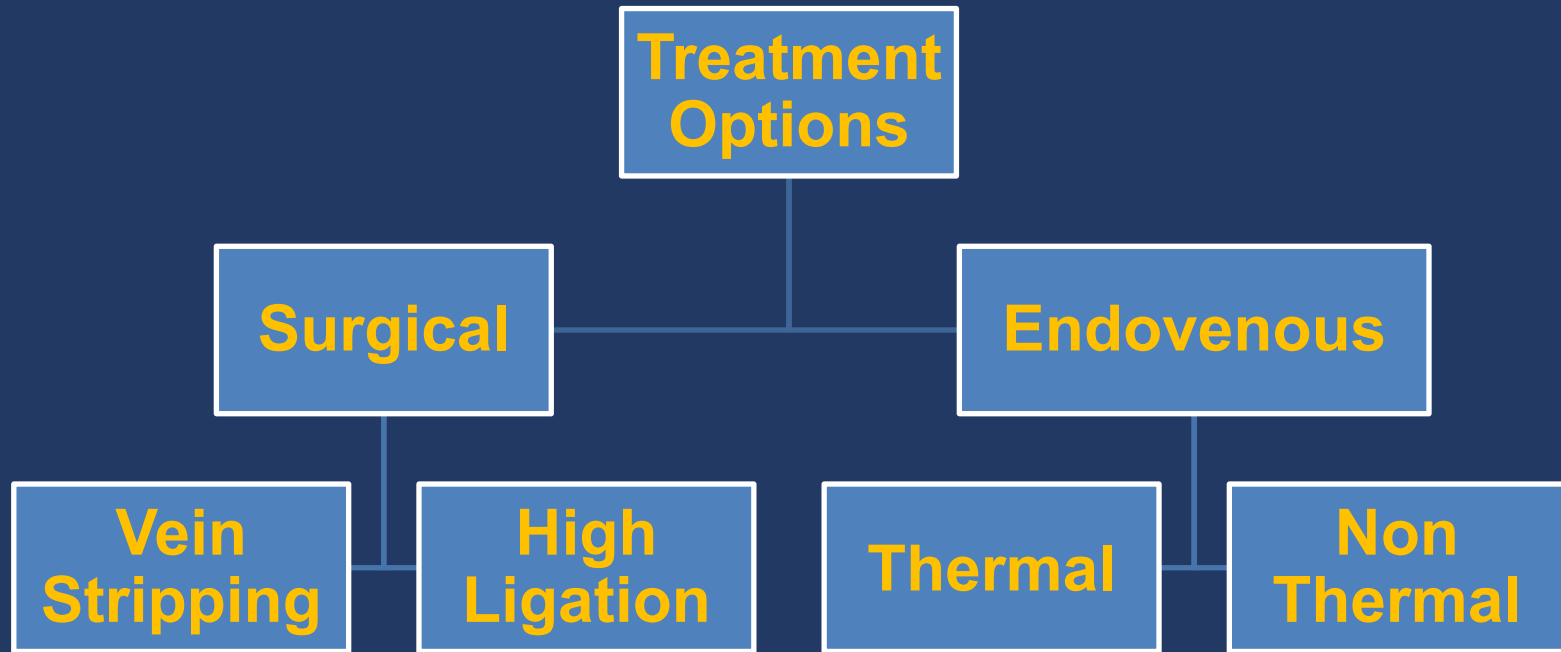 Treatment
Options
Surgical
Endovenous
Vein
Stripping
High
Ligation
Thermal
Non
Thermal